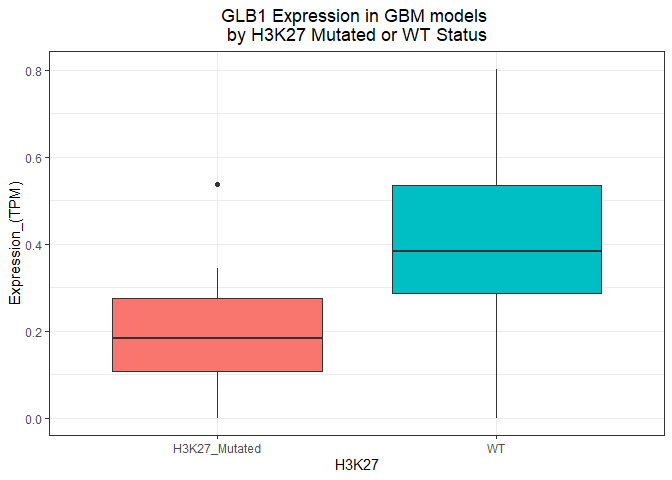 GLB1 Expression in GBM models
by H3K27 Mutated or WT Status
Expression_(TPM)
0.8
0.6
0.4
0.2
0.0
H3K27_Mutated
WT
H3K27